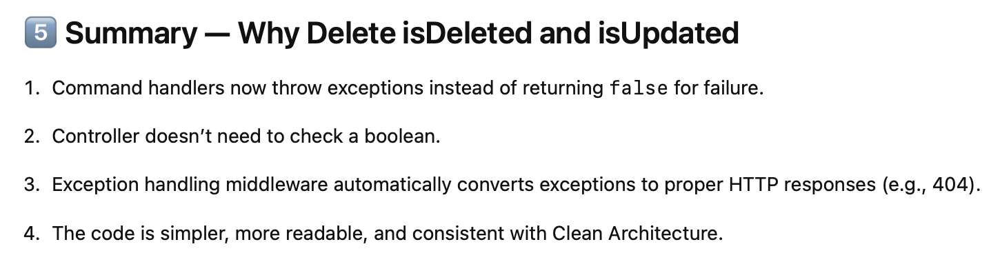 5 Summary — Why Delete isDeleted and isUpdated
1. Command handlers now throw exceptions instead of returning false for failure.
2. Controller doesn’t need to check a boolean.
3. Exception handling middleware automatically converts exceptions to proper HTTP responses (e.g., 404).
4. The code is simpler, more readable, and consistent with Clean Architecture.